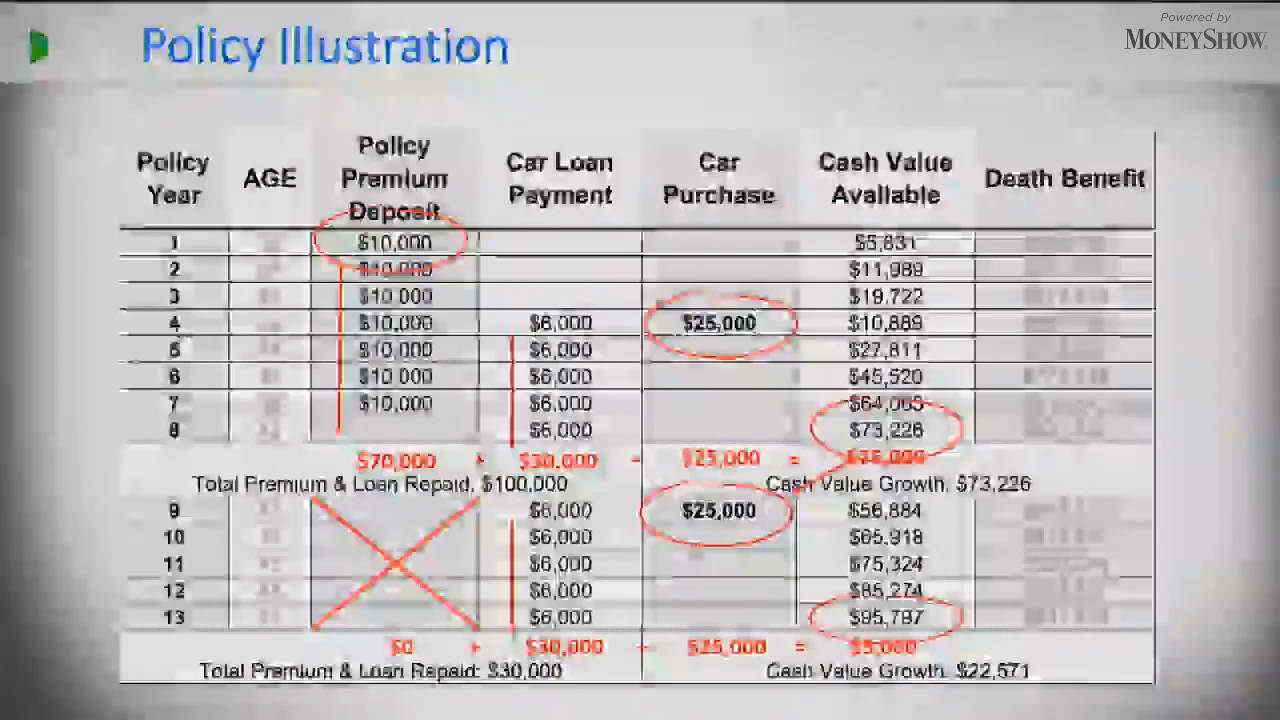 Powered by
MONEYSHOW
Policy Illustration
Policy Year AGE Policy Premium Deposit Car Loan Payment Car Purchase Cash Value Available Death Benefit
1 $10,000 $5,831
2 $10,000 $11,989
3 $10,000 $19,722
4 $10,000 $6,000 $25,000 $10,889
5 $10,000 $6,000 $27,811
6 $10,000 $6,000 $45,520
7 $10,000 $6,000
8 $6,000 $73,226
$70,000 + $30,000 - $25,000 =
Total Premium & Loan Repaid: $100,000 Cash Value Growth: $73,226
9 $6,000 $25,000 $56,884
10 $6,000 $65,918
11 $6,000 $75,324
12 $6,000 $85,274
13 $6,000 $95,797
$0 + $30,000 - $25,000 = $5,000
Total Premium & Loan Repaid: $30,000 Cash Value Growth: $22,571